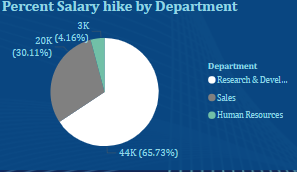 Percent Salary hike by Department
3K
(4.16%)
20K
(30.11%)
44K (65.73%)
Department
Research & Devel...
Sales
Human Resources